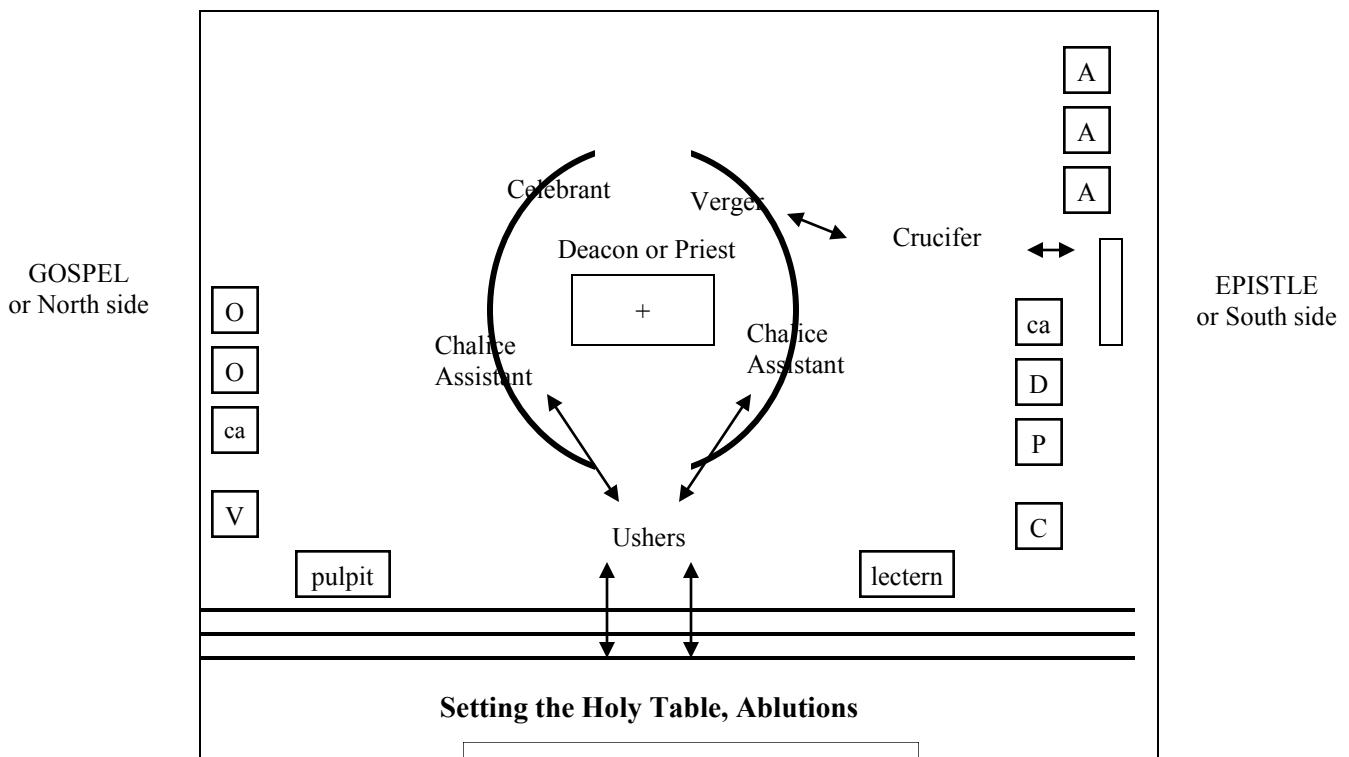 A
A
A
Celebrant
Verger
Crucifer
Deacon or Priest
GOSPEL
or North side
EPISTLE
or South side
O
+
ca
Chalice
Assistant
Chalice
Assistant
O
D
ca
P
V
C
Ushers
pulpit
lectern
Setting the Holy Table, Ablutions